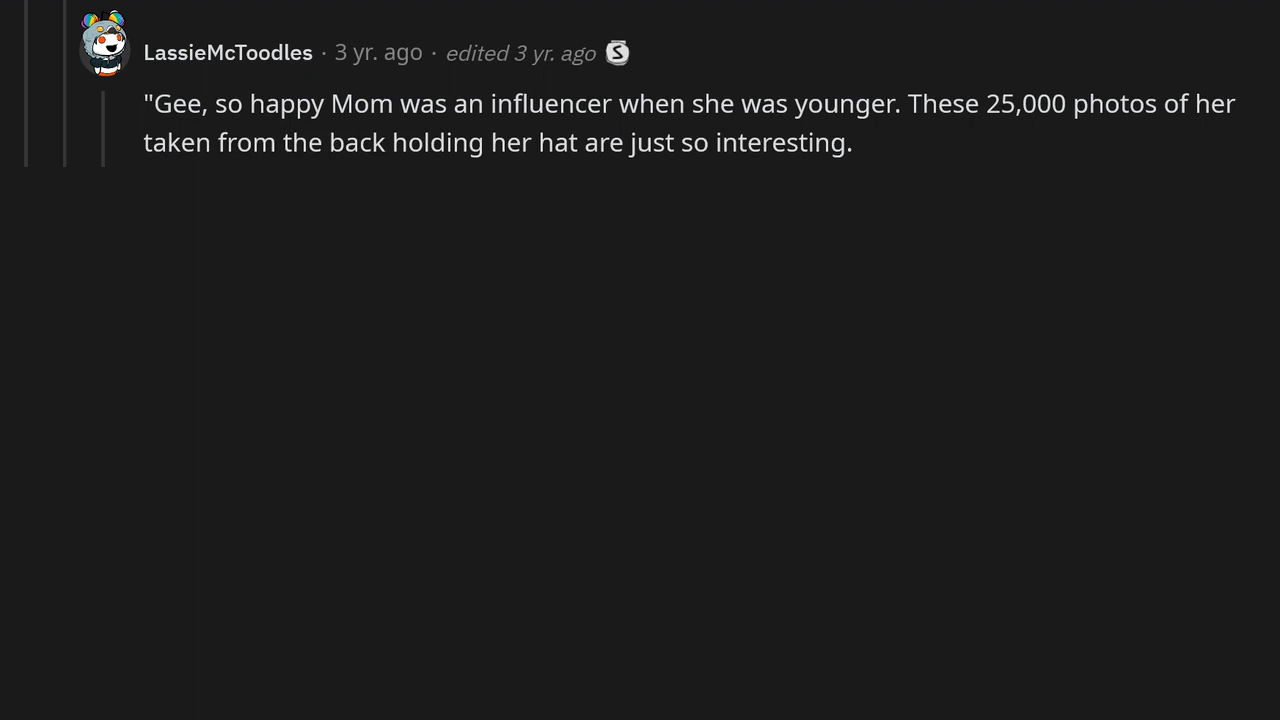 LassieMcToodles · 3 yr. ago · edited 3 yr. ago S
"Gee, so happy Mom was an influencer when she was younger. These 25,000 photos of her
taken from the back holding her hat are just so interesting.